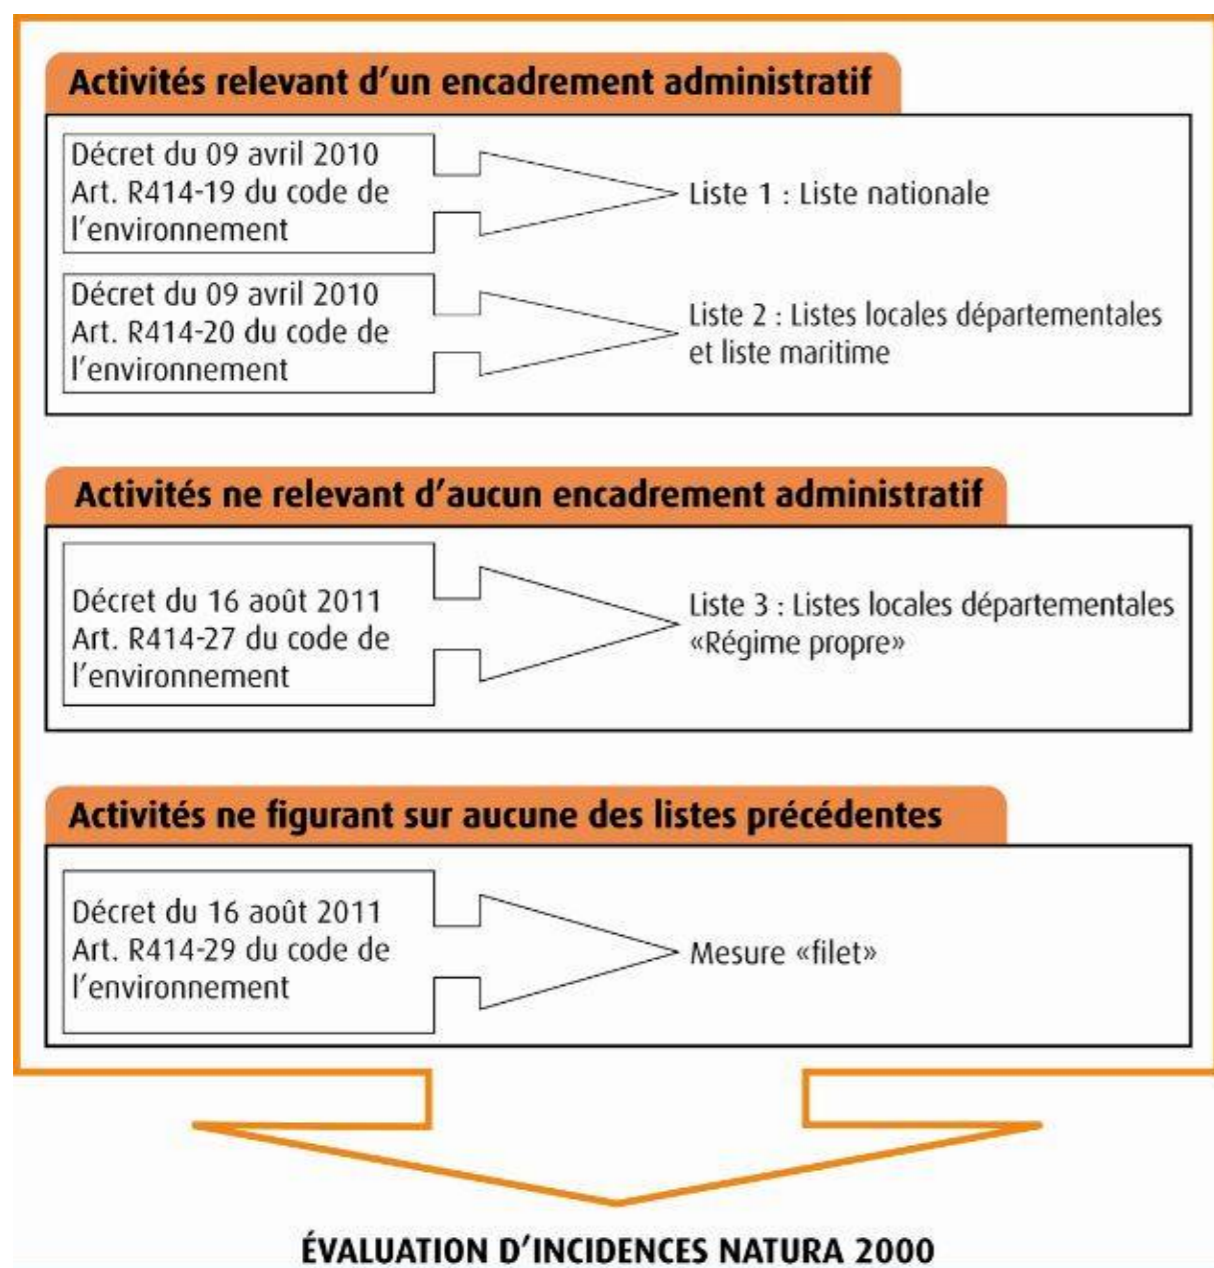 Activités relevant d’un encadrement administratif
Décret du 09 avril 2010
Art. R414-19 du code de
l’environnement
Liste 1 : Liste nationale
Décret du 09 avril 2010
Art. R414-20 du code de
l’environnement
Liste 2 : Listes locales départementales
et liste maritime
Activités ne relevant d’aucun encadrement administratif
Décret du 16 août 2011
Art. R414-27 du code de
l’environnement
Liste 3 : Listes locales départementales
«Régime propre»
Activités ne figurant sur aucune des listes précédentes
Décret du 16 août 2011
Art. R414-29 du code de
l’environnement
Mesure «filet»
ÉVALUATION D’INCIDENCES NATURA 2000